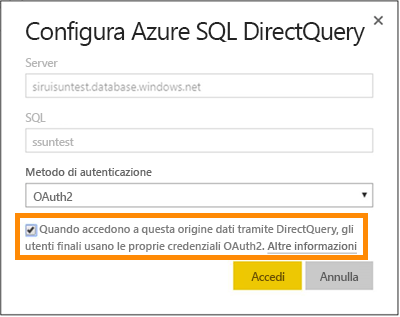 Configura Azure SQL DirectQuery
Server
siruisuntest.database.windows.net
SQL
ssuntest
Metodo di autenticazione
OAuth2
Quando accedono a questa origine dati tramite DirectQuery, gli
utenti finali usano le proprie credenziali OAuth2. Altre informazioni
Accedi Annulla